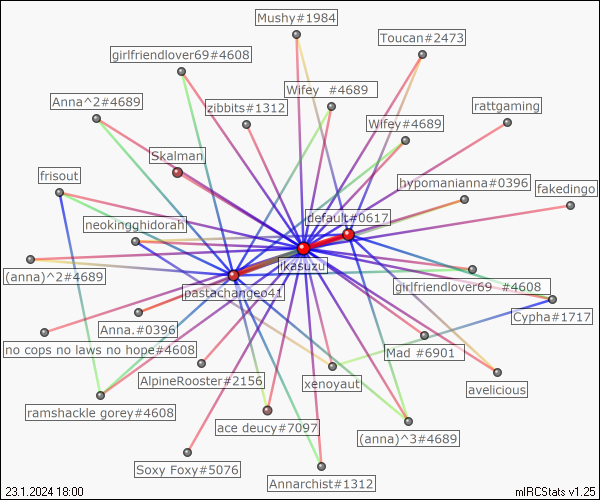 Mushy#1984
Toucan#2473
girlfriendlover69#4608
Wifey  #4689
Anna^2#4689
zibbits#1312
rattgaming
Wifey#4689
Skalman
frisout
hypomanianna#0396
fakedingo
default#0617
neokingghidorah
Ikasuzu
(anna)^2#4689
pastachangeo41
girlfriendlover69  #4608
Cypha#1717
Anna.#0396
no cops no laws no hope#4608
Mad #6901
AlpineRooster#2156
xenoyaut
avelicious
ramshackle gorey#4608
ace deucy#7097
(anna)^3#4689
Soxy Foxy#5076
Annarchist#1312
23.1.2024 18:00
mIRCStats v1.25